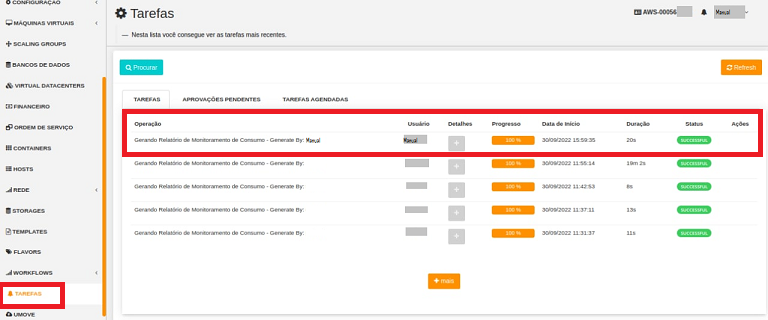 CONFIGURAÇÃO
MÁQUINAS VIRTUAIS
SCALING GROUPS
BANCOS DE DADOS
VIRTUAL DATACENTERS
FINANCEIRO
ORDEM DE SERVIÇO
CONTAINERS
HOSTS
REDE
STORAGES
TEMPLATES
FLAVORS
WORKFLOWS
TAREFAS
UMOVE
Tarefas
AWS-00056
Manual
— Nesta lista você consegue ver as tarefas mais recentes.
Procurar
Refresh
TAREFAS APROVAÇÕES PENDENTES TAREFAS AGENDADAS
Operação Usuário Detalhes Progresso Data de Início Duração Status Ações
Gerando Relatório de Monitoramento de Consumo - Generate By: Manual Manual + 100 % 30/09/2022 15:59:35 20s SUCCESSFUL
Gerando Relatório de Monitoramento de Consumo - Generate By: + 100 % 30/09/2022 11:55:14 19m 2s SUCCESSFUL
Gerando Relatório de Monitoramento de Consumo - Generate By: + 100 % 30/09/2022 11:42:53 8s SUCCESSFUL
Gerando Relatório de Monitoramento de Consumo - Generate By: + 100 % 30/09/2022 11:37:11 13s SUCCESSFUL
Gerando Relatório de Monitoramento de Consumo - Generate By: + 100 % 30/09/2022 11:31:37 11s SUCCESSFUL
+ mais